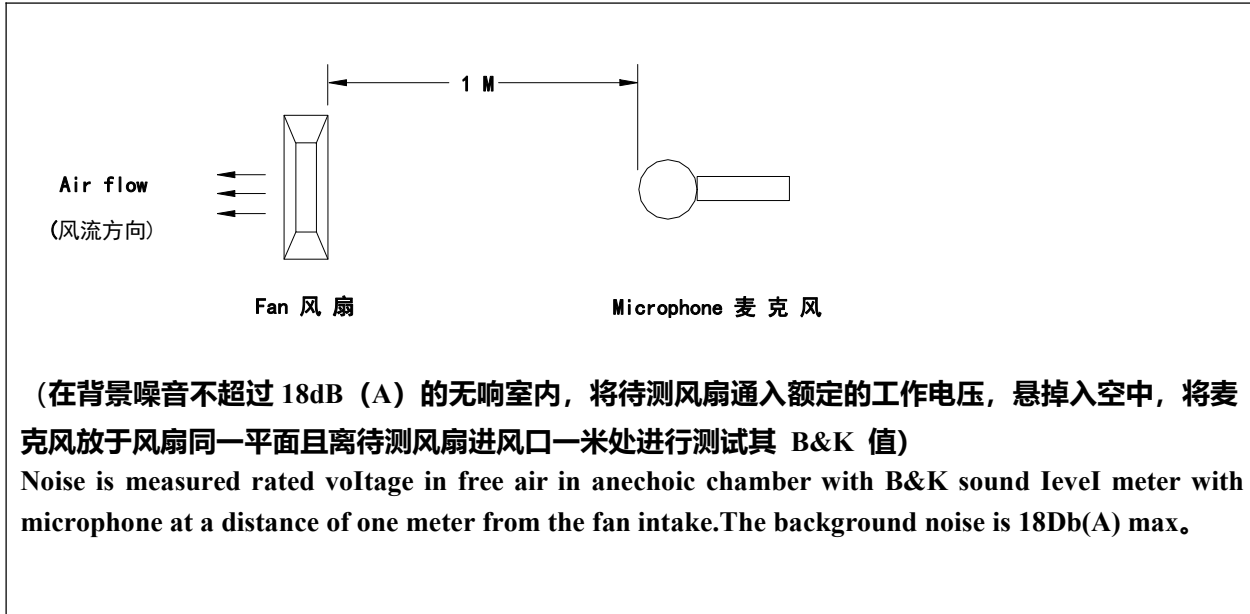 1 M
Air flow
(风流方向)
Fan 风 扇
Microphone 麦 克 风
（在背景噪音不超过 18dB（A）的无响室内，将待测风扇通入额定的工作电压，悬掉入空中，将麦
克风放于风扇同一平面且离待测风扇进风口一米处进行测试其 B&K 值)
Noise is measured rated voItage in free air in anechoic chamber with B&K sound IeveI meter with
microphone at a distance of one meter from the fan intake.The background noise is 18Db(A) max。